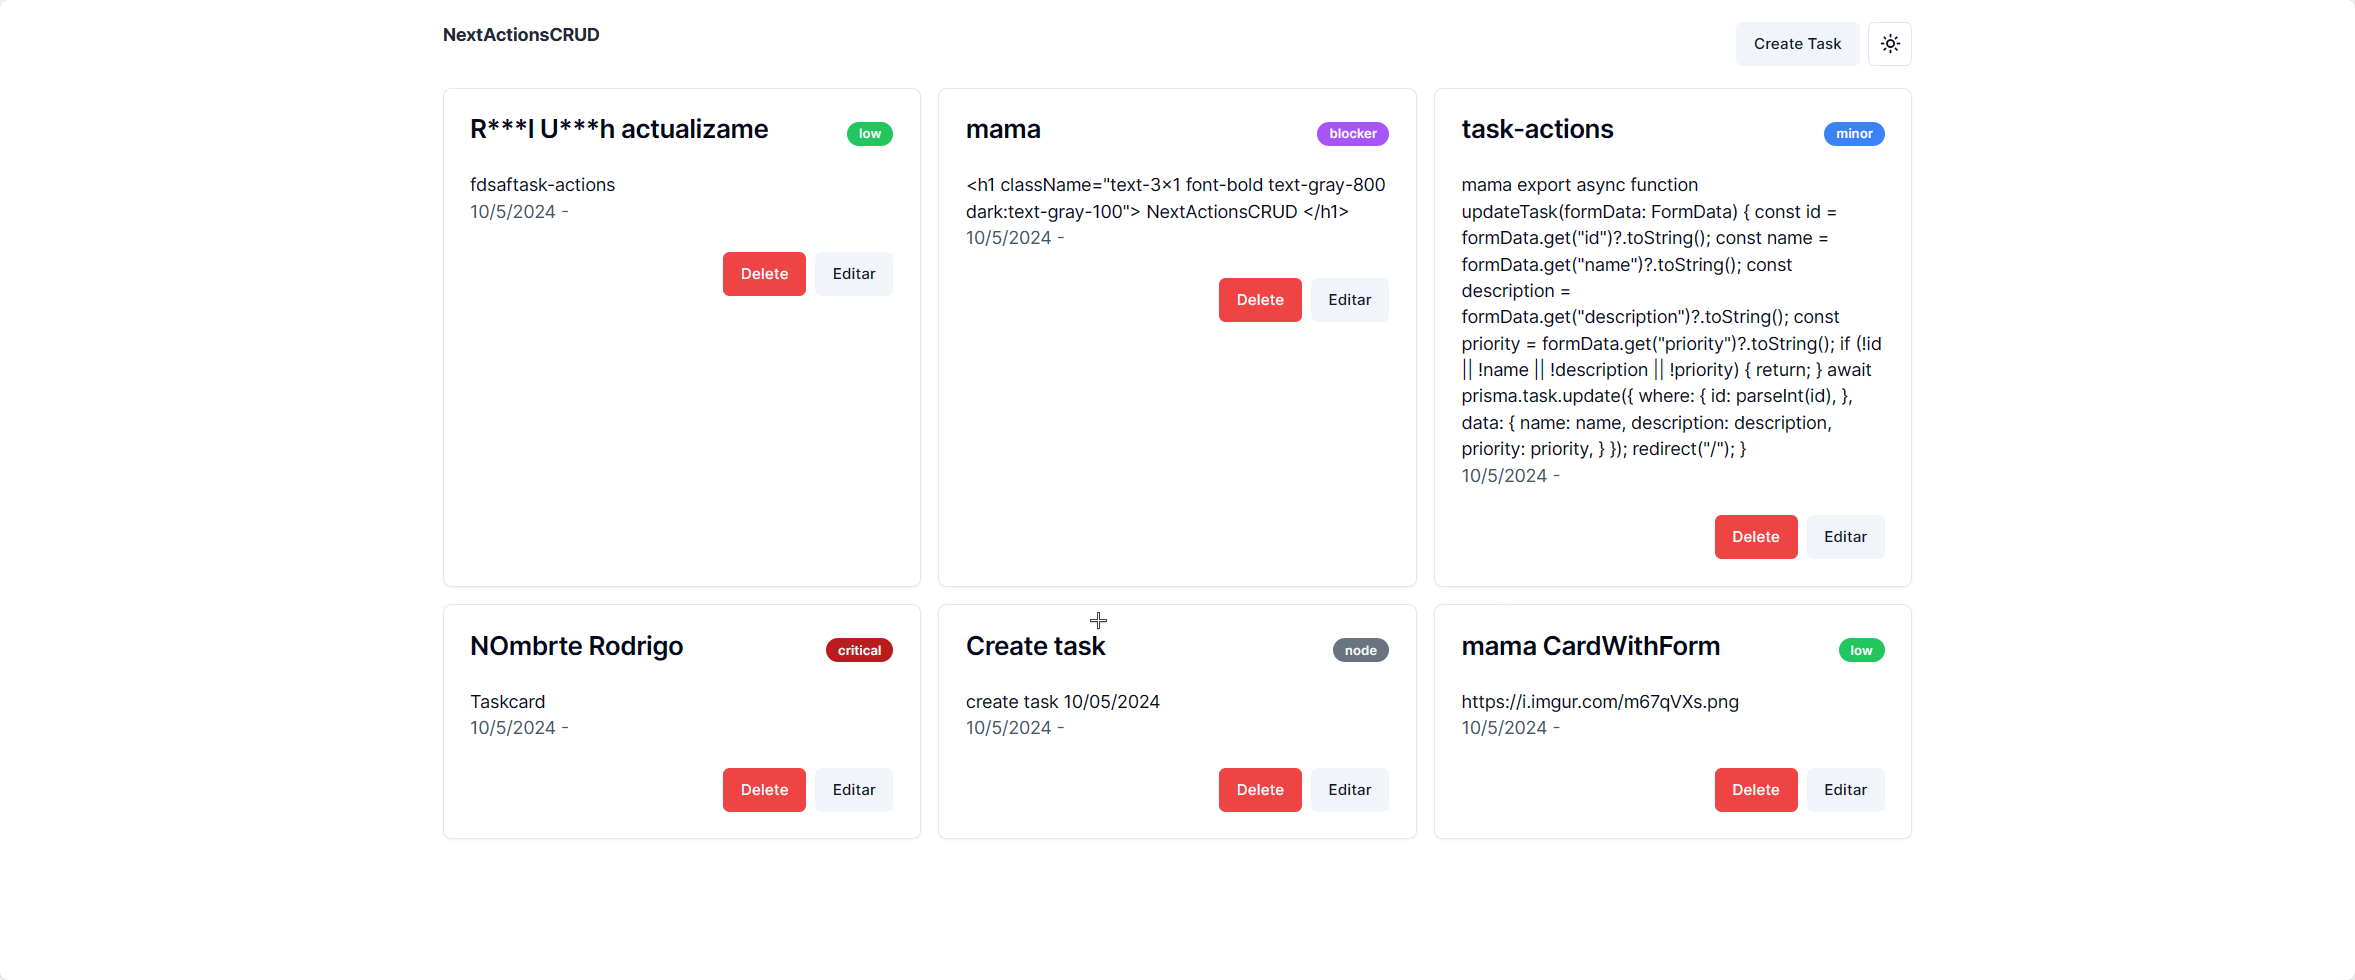 NextActionsCRUD
Create Task
R***l U***h actualizame
low
fdsaftask-actions
10/5/2024 -
Delete
Editar
mama
blocker
<h1 className="text-3×1 font-bold text-gray-800
dark:text-gray-100"> NextActionsCRUD </h1>
10/5/2024 -
Delete
Editar
task-actions
minor
mama export async function
updateTask(formData: FormData) { const id =
formData.get("id")?.toString(); const name =
formData.get("name")?.toString(); const
description =
formData.get("description")?.toString(); const
priority = formData.get("priority")?.toString(); if (!id
|| !name || !description || !priority) { return; } await
prisma.task.update({ where: { id: parseInt(id), },
data: { name: name, description: description,
priority: priority, } }); redirect("/"); }
10/5/2024 -
Delete
Editar
NOmbrte Rodrigo
critical
Taskcard
10/5/2024 -
Delete
Editar
Create task
node
create task 10/05/2024
10/5/2024 -
Delete
Editar
mama CardWithForm
low
https://i.imgur.com/m67qVXs.png
10/5/2024 -
Delete
Editar